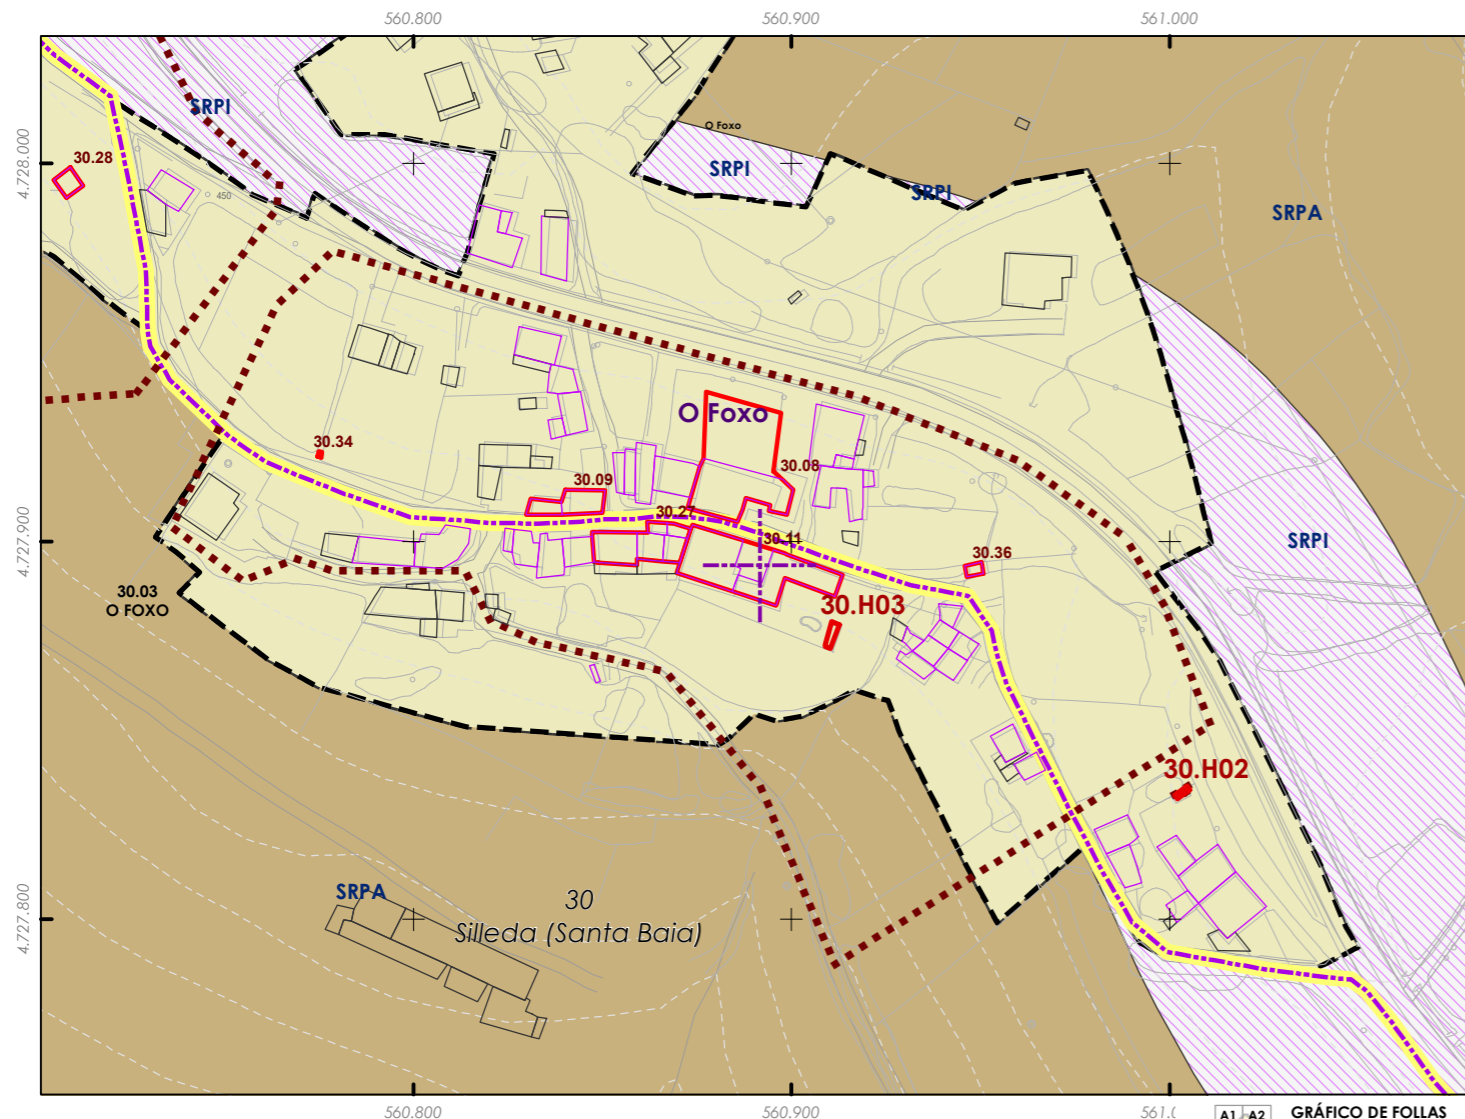 560.800
560.900
561.000
4.728.000
4.727.900
4.727.800
SRPI
O Foxo
30.28
SRPI
SRPI
450
SRPA
O Foxo
30.34
30.08
30.09
30.27
30.11
SRPI
30.36
30.03
O FOXO
30.H03
30.H02
SRPA
30
Silleda (Santa Baia)
560.800
560.900
A1 A2
GRÁFICO DE FOLLAS